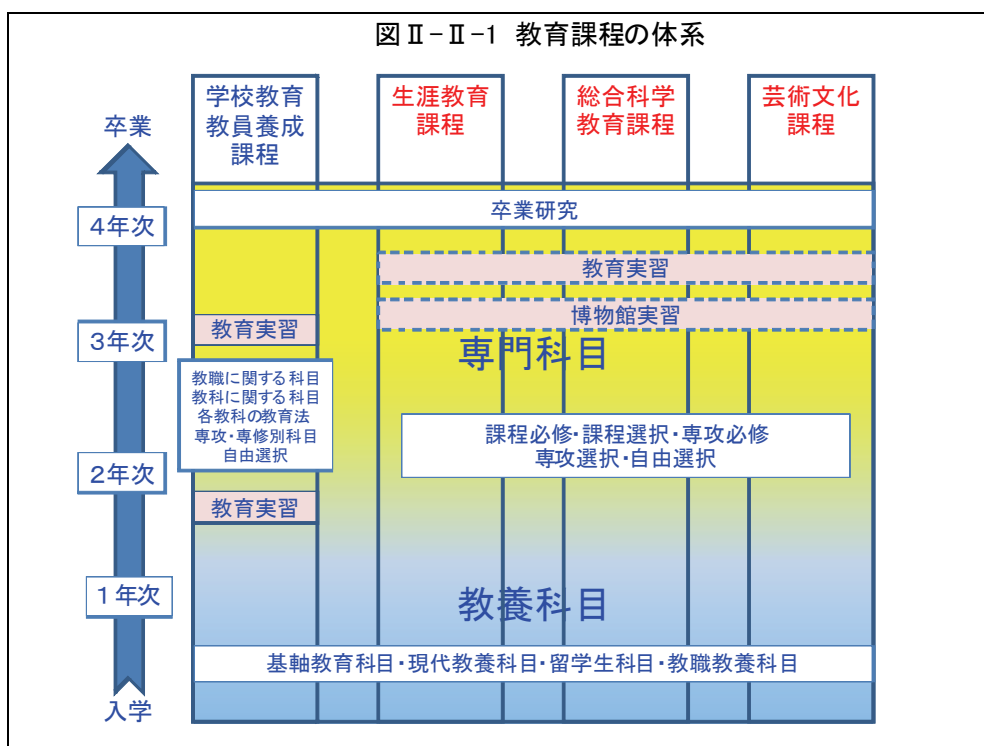 図Ⅱ-Ⅱ-1 教育課程の体系
学校教育
教員養成
課程
生涯教育
課程
総合科学
教育課程
芸術文化
課程
卒業
4年次
3年次
2年次
1年次
入学
卒業研究
教育実習
博物館実習
教育実習
専門科目
教職に関する科目
教科に関する科目
各教科の教育法
専攻・専修別科目
自由選択
課程必修・課程選択・専攻必修
専攻選択・自由選択
教育実習
教養科目
基軸教育科目・現代教養科目・留学生科目・教職教養科目